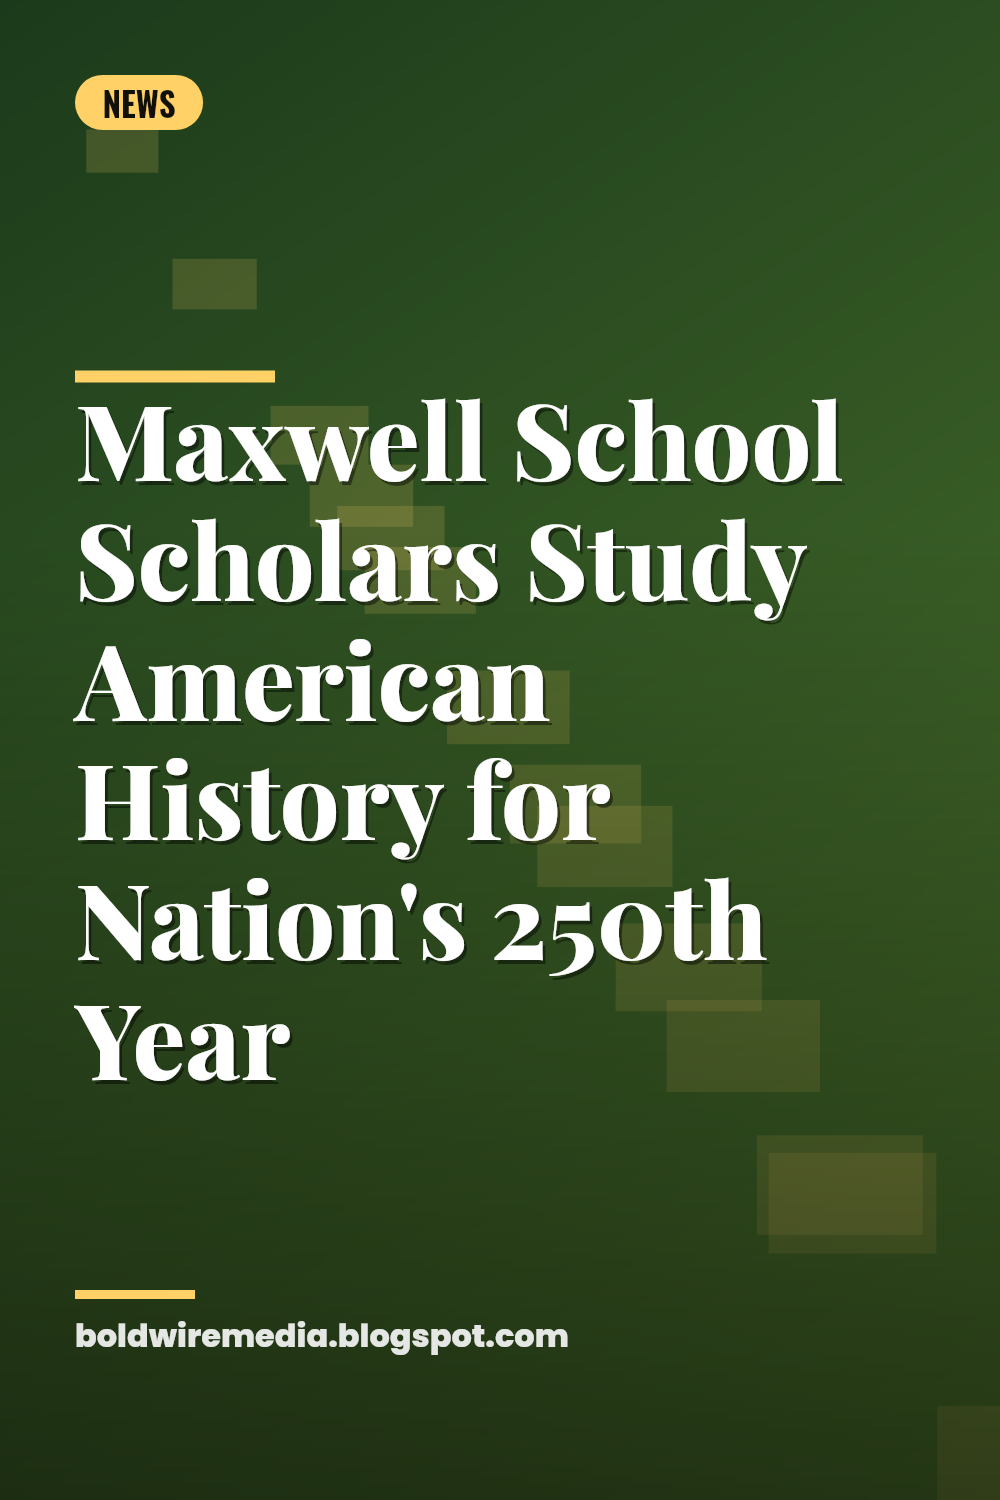 NEWS
Maxwell School
Scholars Study
American
History for
Nation's 250th
Year
boldwiremedia.blogspot.com